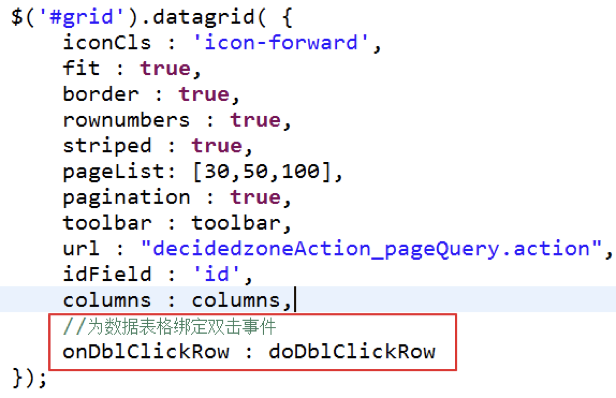 $('#grid').datagrid( {
iconCls : 'icon-forward',
fit : true,
border : true,
rownumbers : true,
striped : true,
pageList: [30,50,100],
pagination : true,
toolbar : toolbar,
url : "decidedzoneAction_pageQuery.action",
idField : 'id',
columns : columns,
//为数据表格绑定双击事件
onDblClickRow : doDblClickRow
});